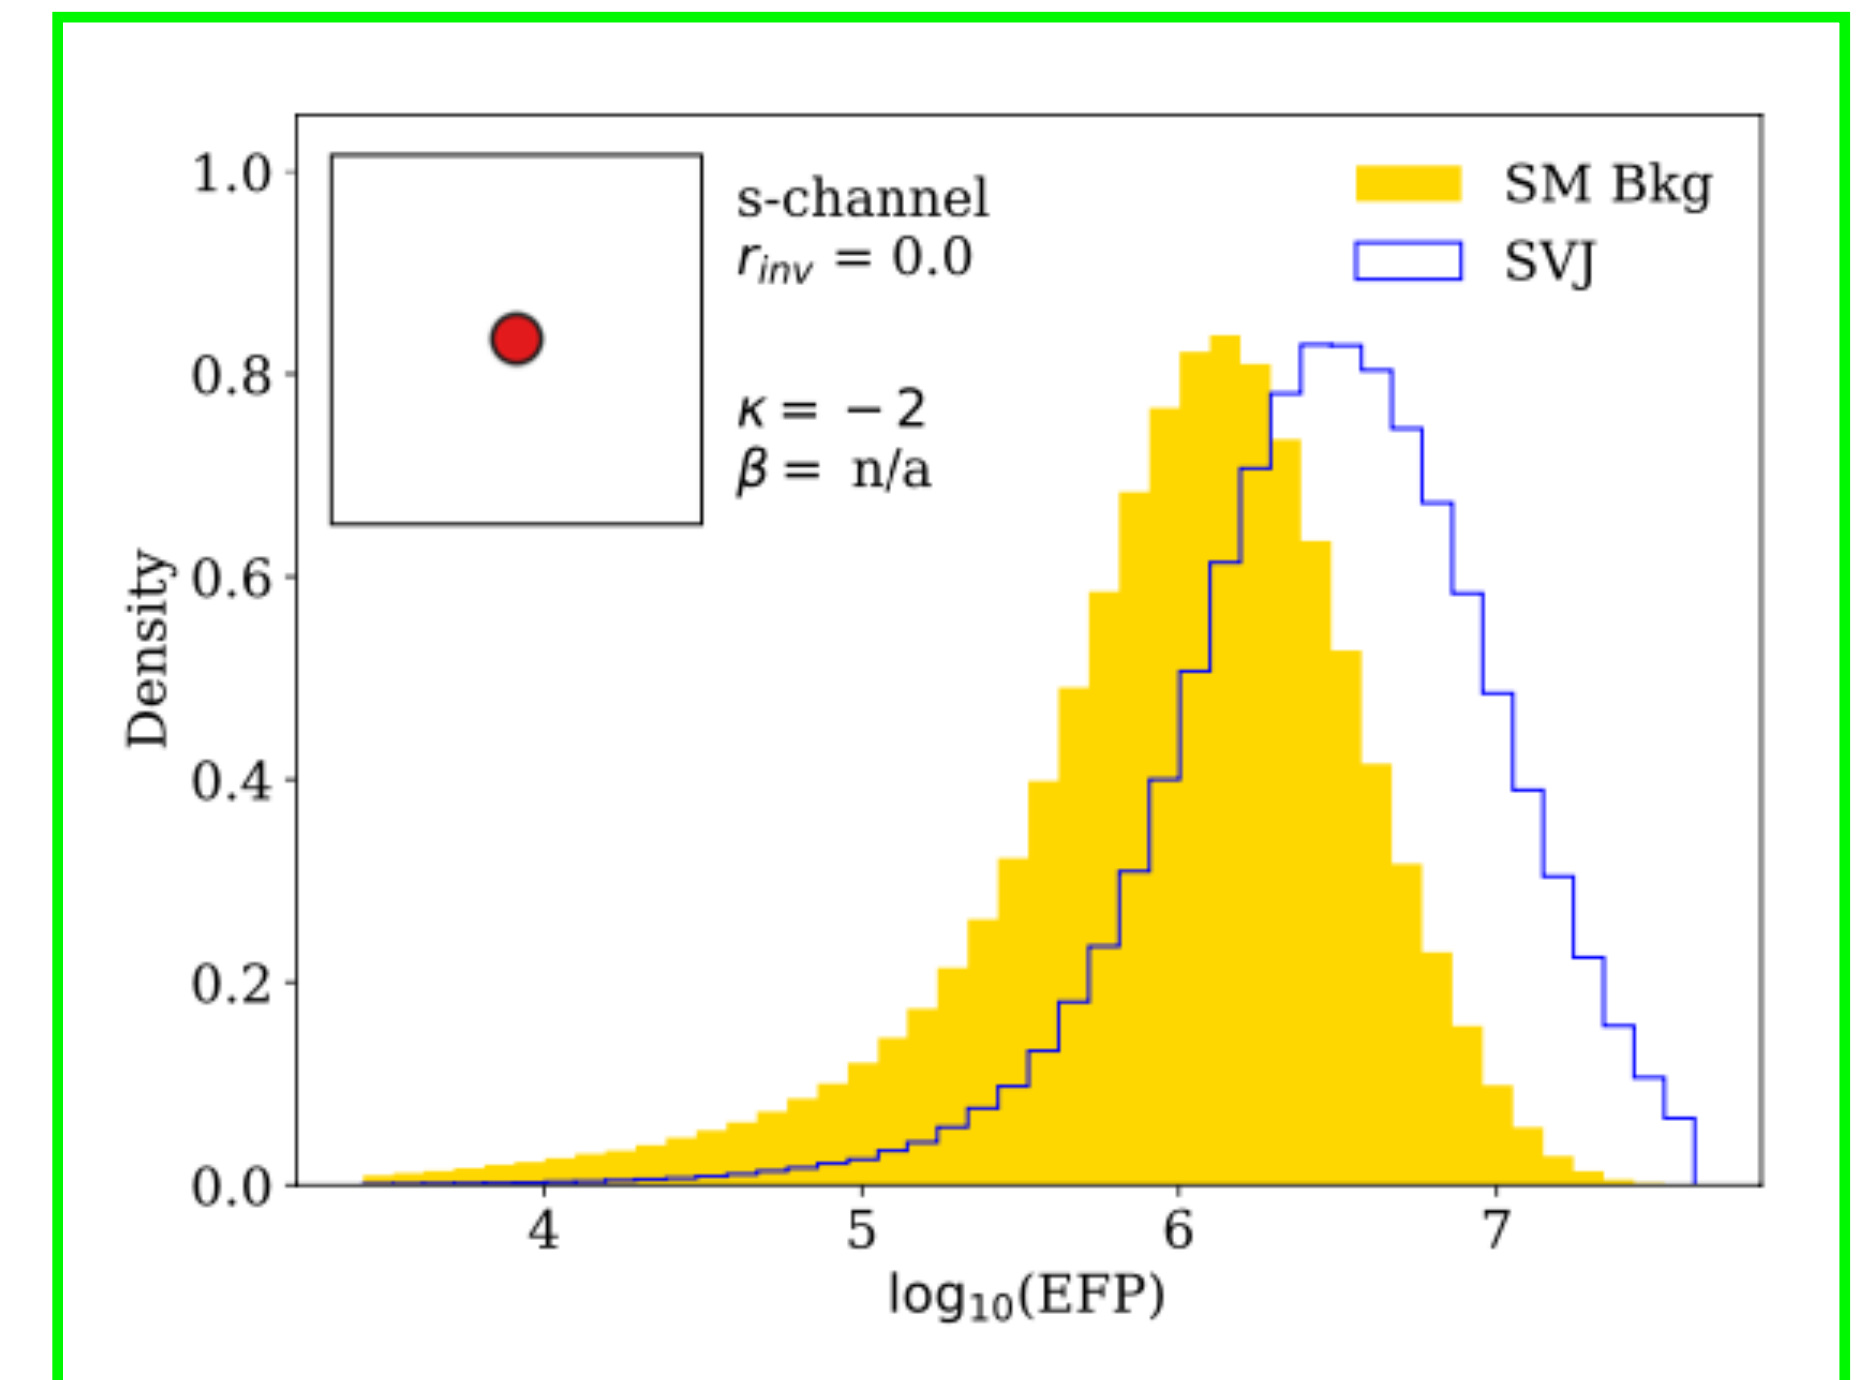 s-channel
r_inv = 0.0
κ = −2
β = n/a
SM Bkg
SVJ
Density
1.0
0.8
0.6
0.4
0.2
0.0
4 5 6 7
log₁₀(EFP)